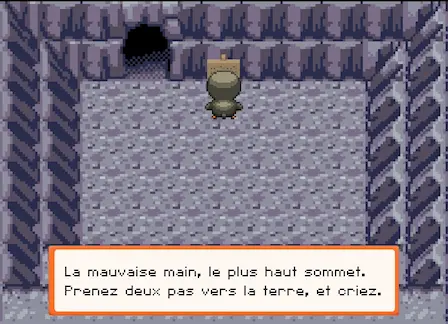 La mauvaise main, le plus haut sommet.
Prenez deux pas vers la terre, et criez.